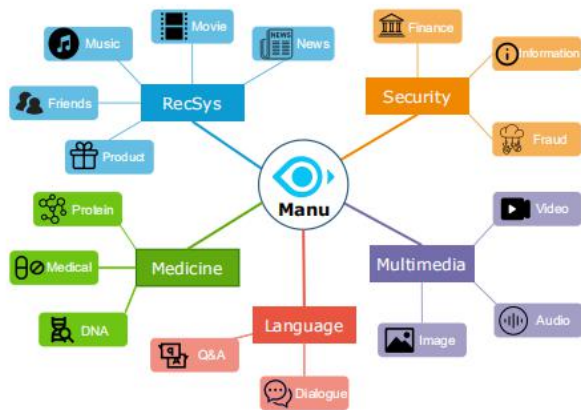 Movie
Music
NEWS
News
Finance
Friends
RecSys
Security
Information
Product
Fraud
Manu
Protein
Video
Medical
Medicine
Multimedia
DNA
Language
Q&A
Image
Audio
Dialogue